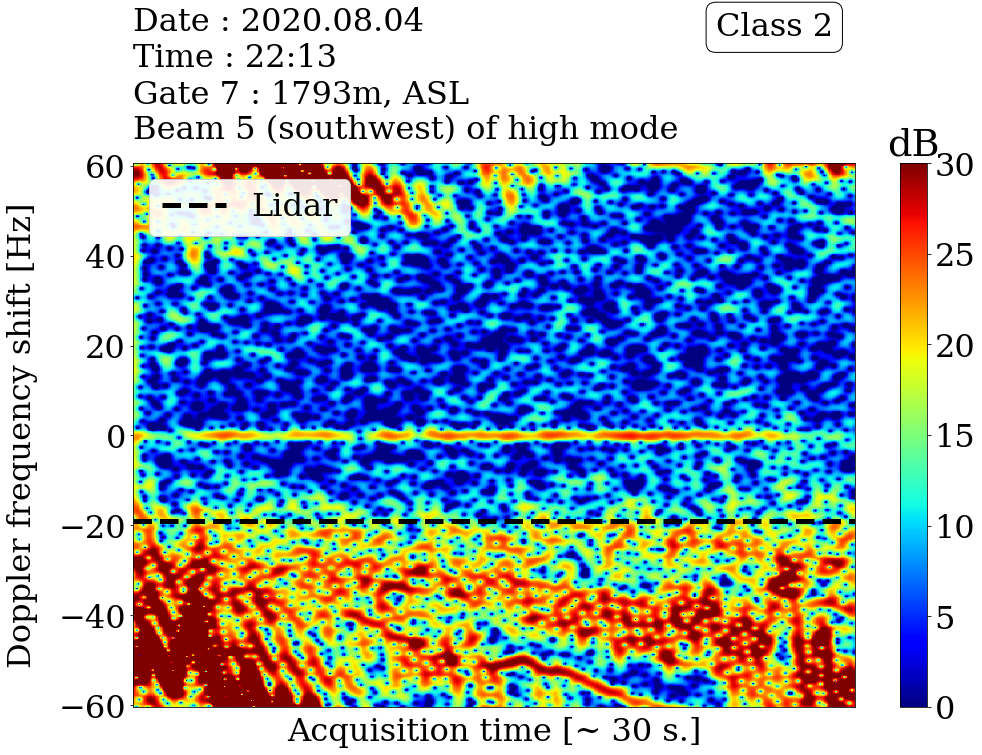 Date : 2020.08.04
Time : 22:13
Gate 7 : 1793m, ASL
Beam 5 (southwest) of high mode
Class 2
dB
Lidar
Doppler frequency shift [Hz]
60
40
20
0
−20
−40
−60
30
25
20
15
10
5
0
Acquisition time [~ 30 s.]